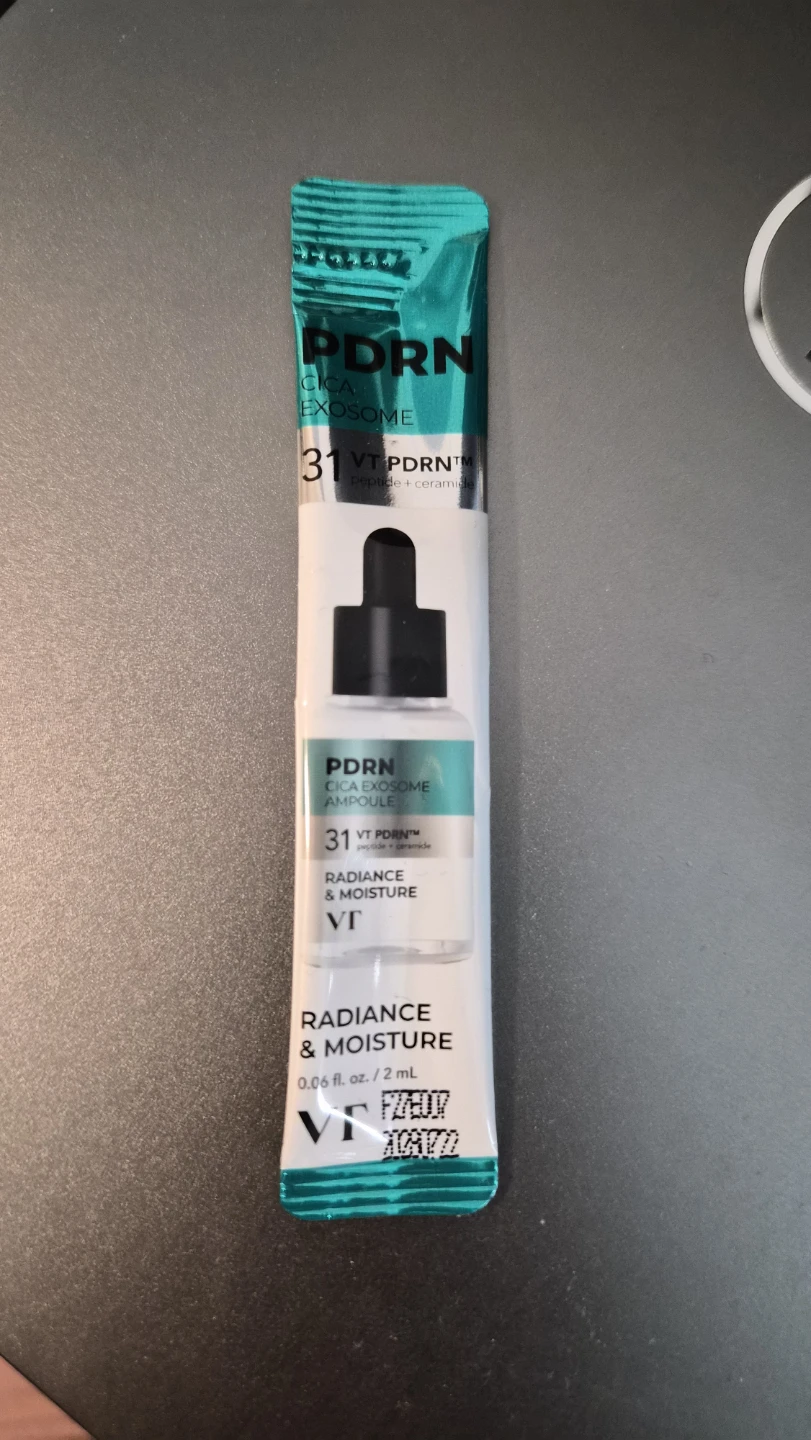 PDRN
CICA
EXOSOME
31 VT PDRN™
peptide + ceramide
PDRN
CICA EXOSOME
AMPOULE
31 VT PDRN™
peptide + ceramide
RADIANCE
& MOISTURE
VT
RADIANCE
& MOISTURE
0.06 fl. oz. / 2 mL
VT